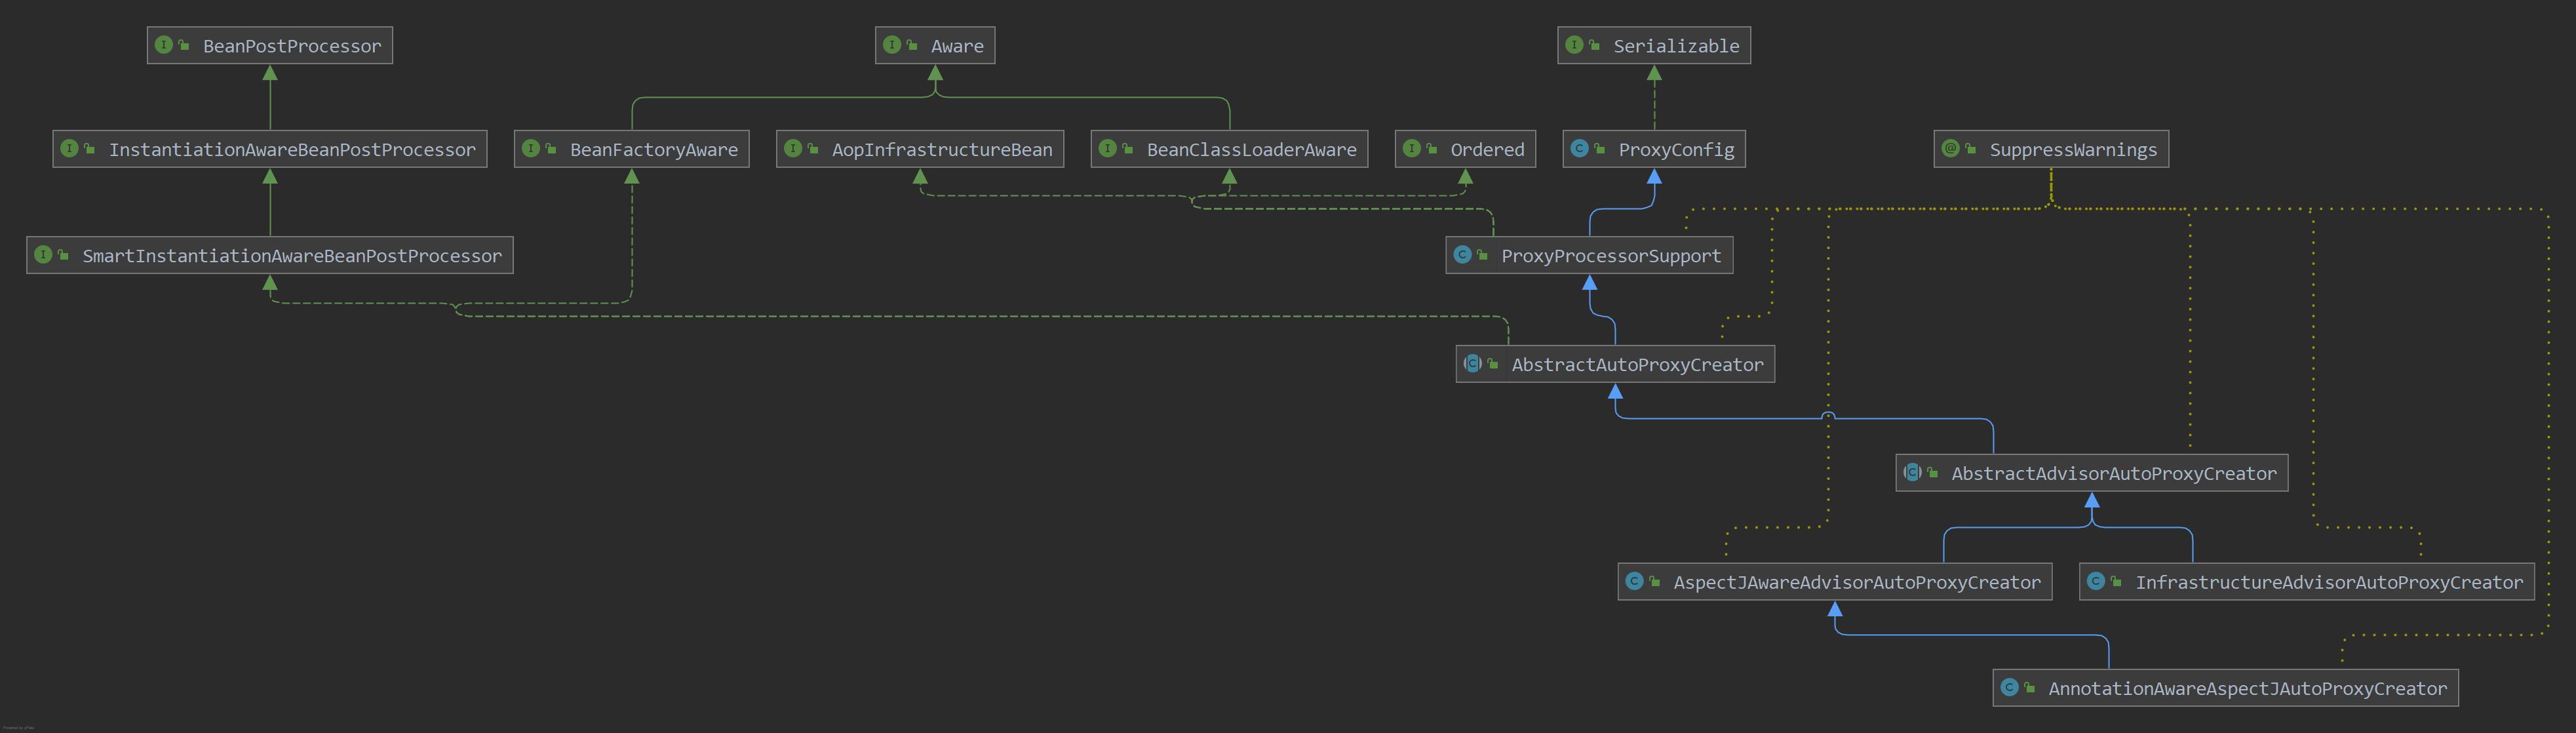 BeanPostProcessor
Aware
Serializable
InstantiationAwareBeanPostProcessor
BeanFactoryAware
AopInfrastructureBean
BeanClassLoaderAware
Ordered
ProxyConfig
SuppressWarnings
SmartInstantiationAwareBeanPostProcessor
ProxyProcessorSupport
AbstractAutoProxyCreator
AbstractAdvisorAutoProxyCreator
AspectJAwareAdvisorAutoProxyCreator
InfrastructureAdvisorAutoProxyCreator
AnnotationAwareAspectJAutoProxyCreator